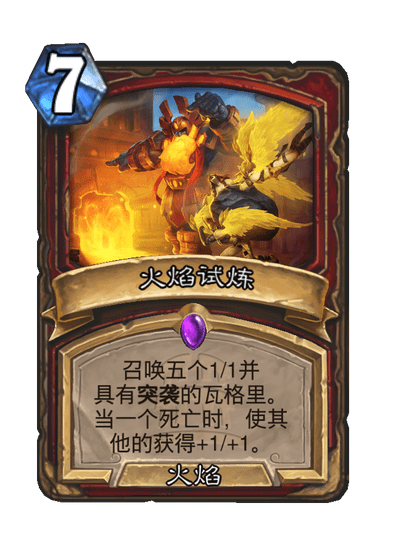 7
火焰试炼
召唤五个1/1并
具有突袭的瓦格里。
当一个死亡时，使其
他的获得+1/+1。
火焰